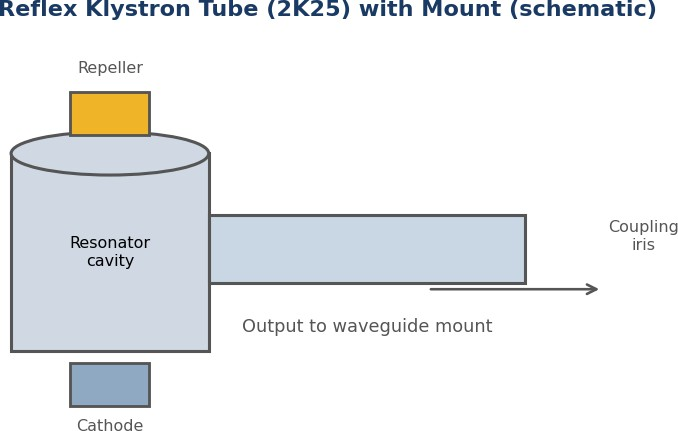 Reflex Klystron Tube (2K25) with Mount (schematic)
Repeller
Resonator
cavity
Coupling
iris
Output to waveguide mount
Cathode